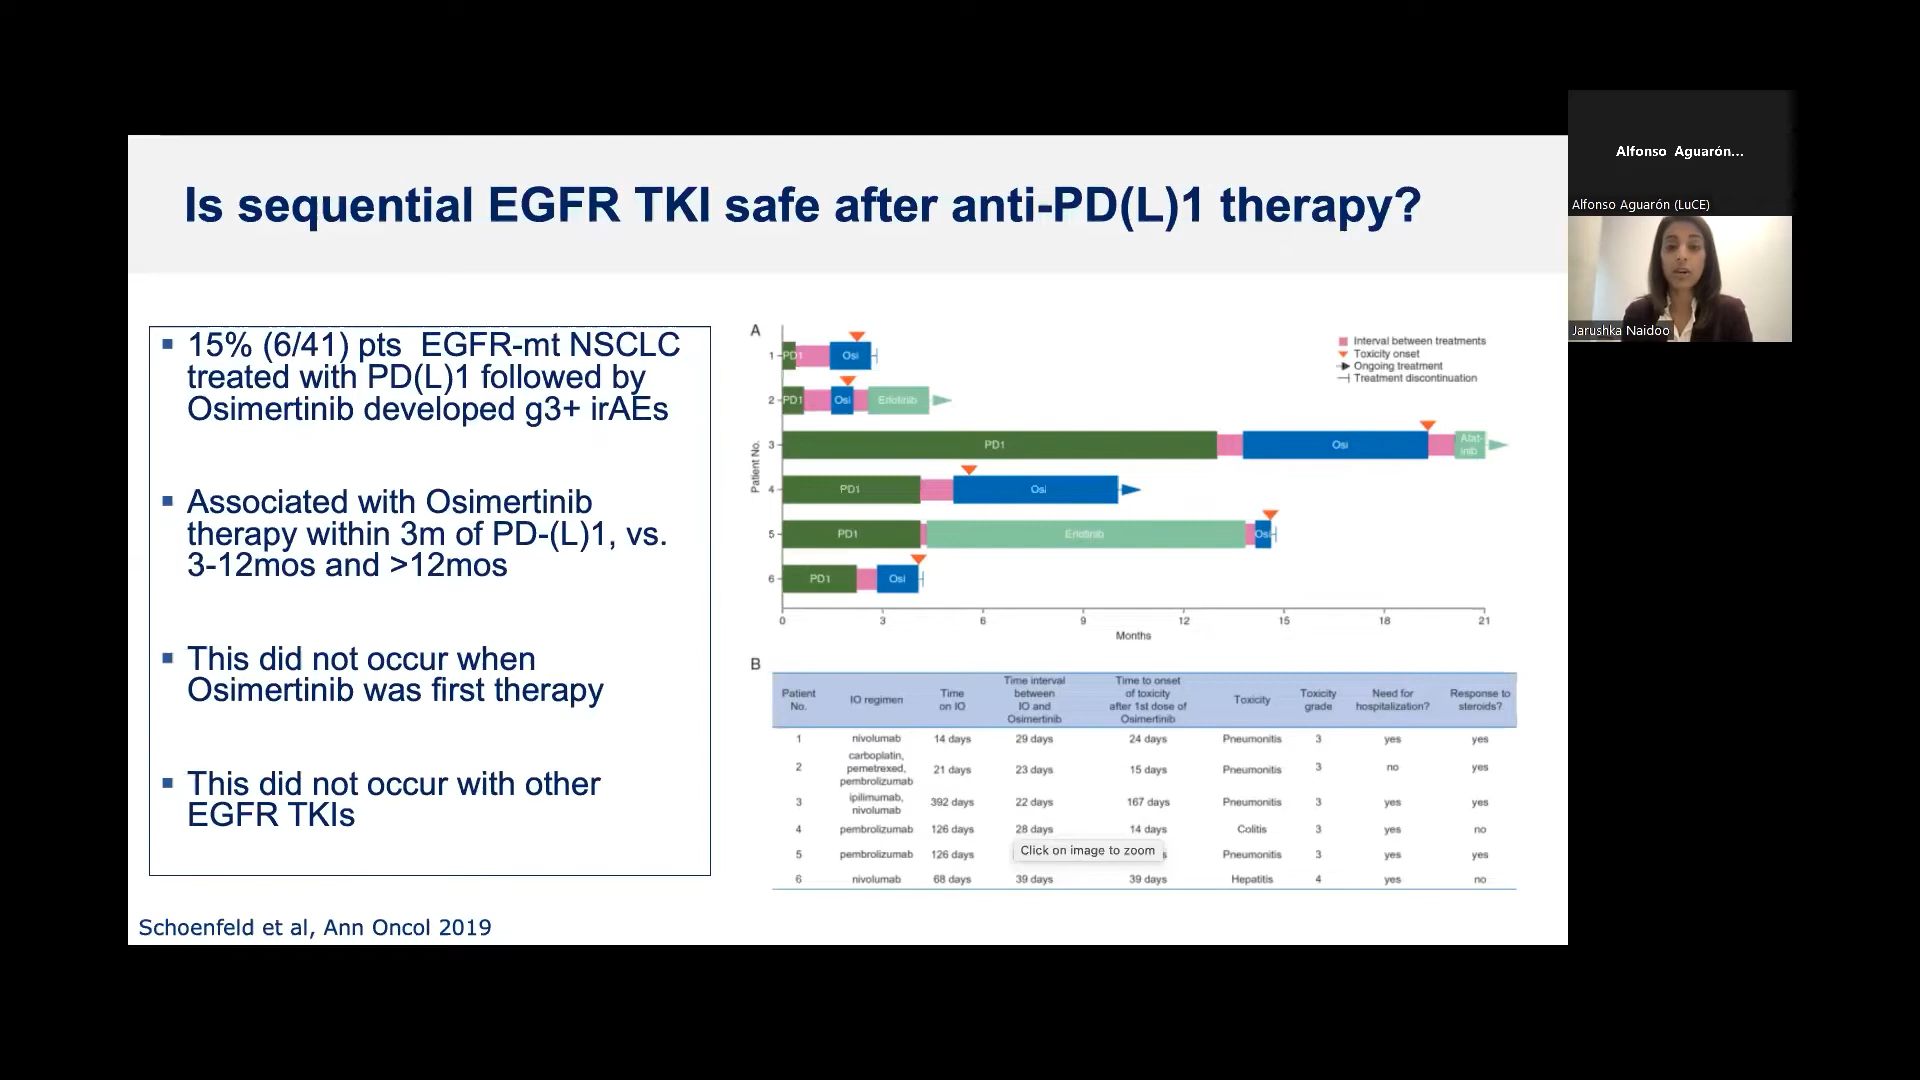 Is sequential EGFR TKI safe after anti-PD(L)1 therapy?
Alfonso Aguarón...
Alfonso Aguarón (LuCE)
Jarushka Naidoo
15% (6/41) pts EGFR-mt NSCLC
treated with PD(L)1 followed by
Osimertinib developed g3+ irAEs
Associated with Osimertinib
therapy within 3m of PD-(L)1, vs.
3-12mos and >12mos
This did not occur when
Osimertinib was first therapy
This did not occur with other
EGFR TKIs
Schoenfeld et al, Ann Oncol 2019
A
Interval between treatments
Toxicity onset
Ongoing treatment
Treatment discontinuation
Patient No.
1 PD1 Osi
2 PD1 Osi Erlotinib
3 PD1 Osi Afat-
inib
4 PD1 Osi
5 PD1 Erlotinib Osi
6 PD1 Osi
0 3 6 9 12 15 18 21
Months
B
Patient No. IO regimen Time on IO Time interval between IO and Osimertinib Time to onset of toxicity after 1st dose of Osimertinib Toxicity Toxicity grade Need for hospitalization? Response to steroids?
1 nivolumab 14 days 29 days 24 days Pneumonitis 3 yes yes
2 carboplatin, pemetrexed, pembrolizumab 21 days 23 days 15 days Pneumonitis 3 no yes
3 ipilimumab, nivolumab 392 days 22 days 167 days Pneumonitis 3 yes yes
4 pembrolizumab 126 days 28 days 14 days Colitis 3 yes no
Click on image to zoom
5 pembrolizumab 126 days Pneumonitis 3 yes yes
6 nivolumab 68 days 39 days 39 days Hepatitis 4 yes no